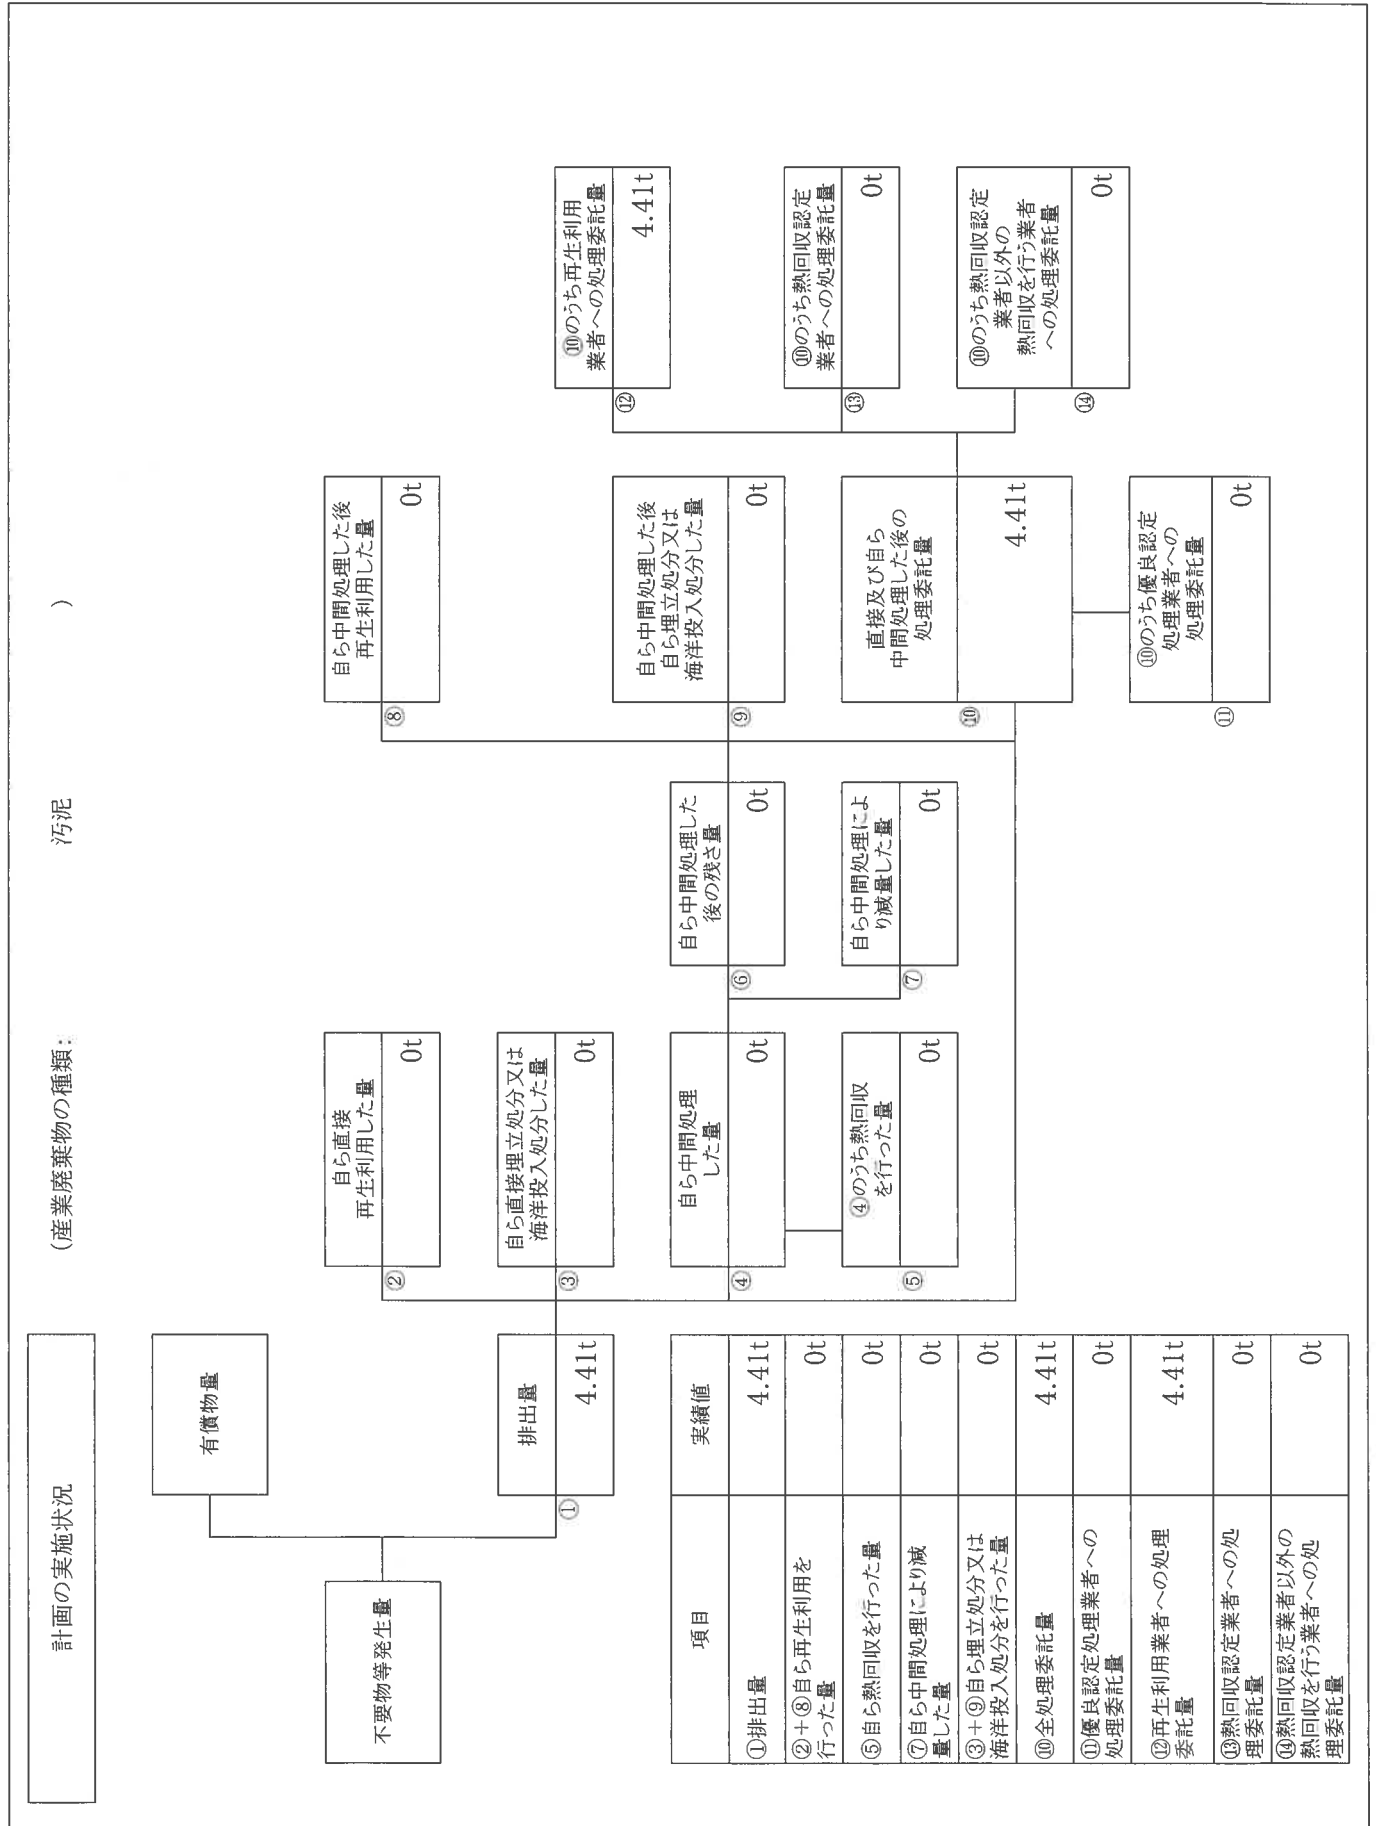 計画の実施状況
(産業廃棄物の種類: 汚泥 )
不要物等発生量
有償物量
①
排出量
4.41t
②
自ら直接
再生利用した量
0t
③
自ら直接埋立処分又は
海洋投入処分した量
0t
④
自ら中間処理
した量
0t
⑤
④のうち熱回収
を行った量
0t
⑥
自ら中間処理した
後の残さ量
0t
⑦
自ら中間処理によ
り減量した量
0t
⑧
自ら中間処理した後
再生利用した量
0t
⑨
自ら中間処理した後
自ら埋立処分又は
海洋投入処分した量
0t
⑩
直接及び自ら
中間処理した後の
処理委託量
4.41t
⑪
⑩のうち優良認定
処理業者への
処理委託量
0t
⑫
⑩のうち再生利用
業者への処理委託量
4.41t
⑬
⑩のうち熱回収認定
業者への処理委託量
0t
⑭
⑩のうち熱回収認定
業者以外の
熱回収を行う業者
への処理委託量
0t
項目 実績値
①排出量 4.41t
②+⑧自ら再生利用を
行った量 0t
⑤自ら熱回収を行った量 0t
⑦自ら中間処理により減
量した量 0t
③+⑨自ら埋立処分又は
海洋投入処分を行った量 0t
⑩全処理委託量 4.41t
⑪優良認定処理業者への
処理委託量 0t
⑫再生利用業者への処理
委託量 4.41t
⑬熱回収認定業者への処
理委託量 0t
⑭熱回収認定業者以外の
熱回収を行う業者への処
理委託量 0t